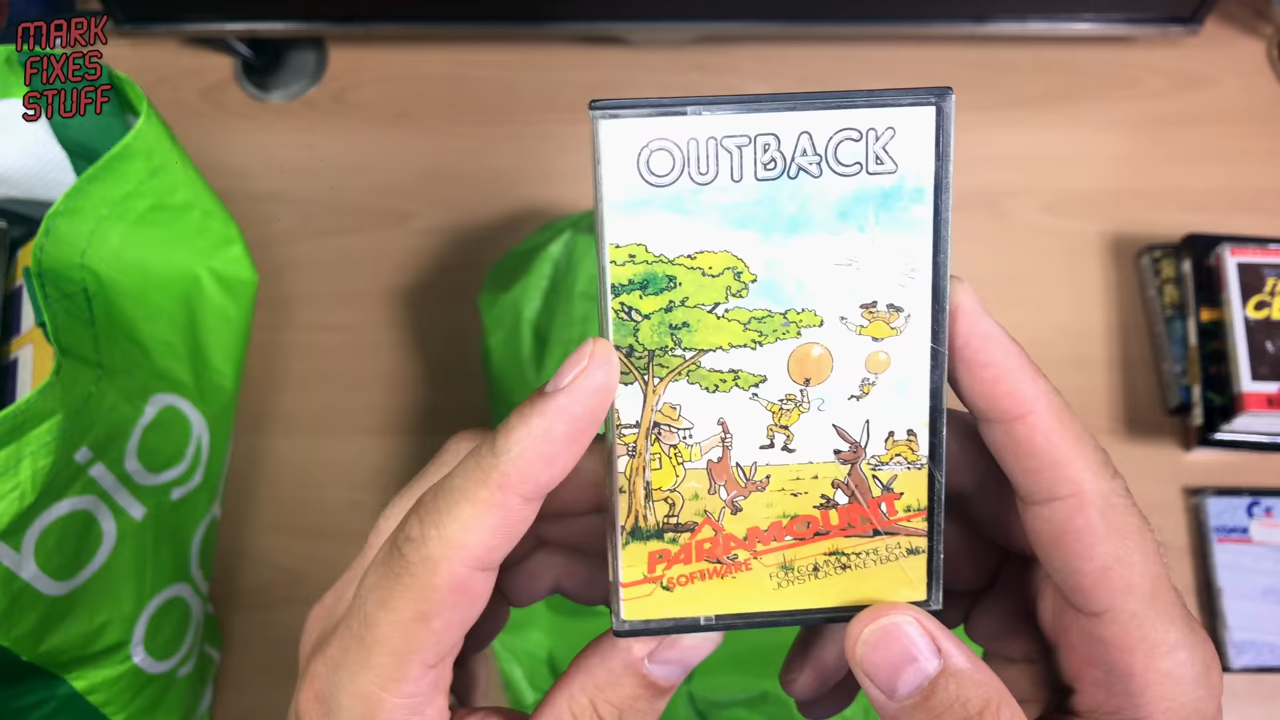 MARK
FIXES
STUFF
OUTBACK
PARAMOUNT
SOFTWARE
FOR COMMODORE 64
JOYSTICK OR KEYBOARD
big